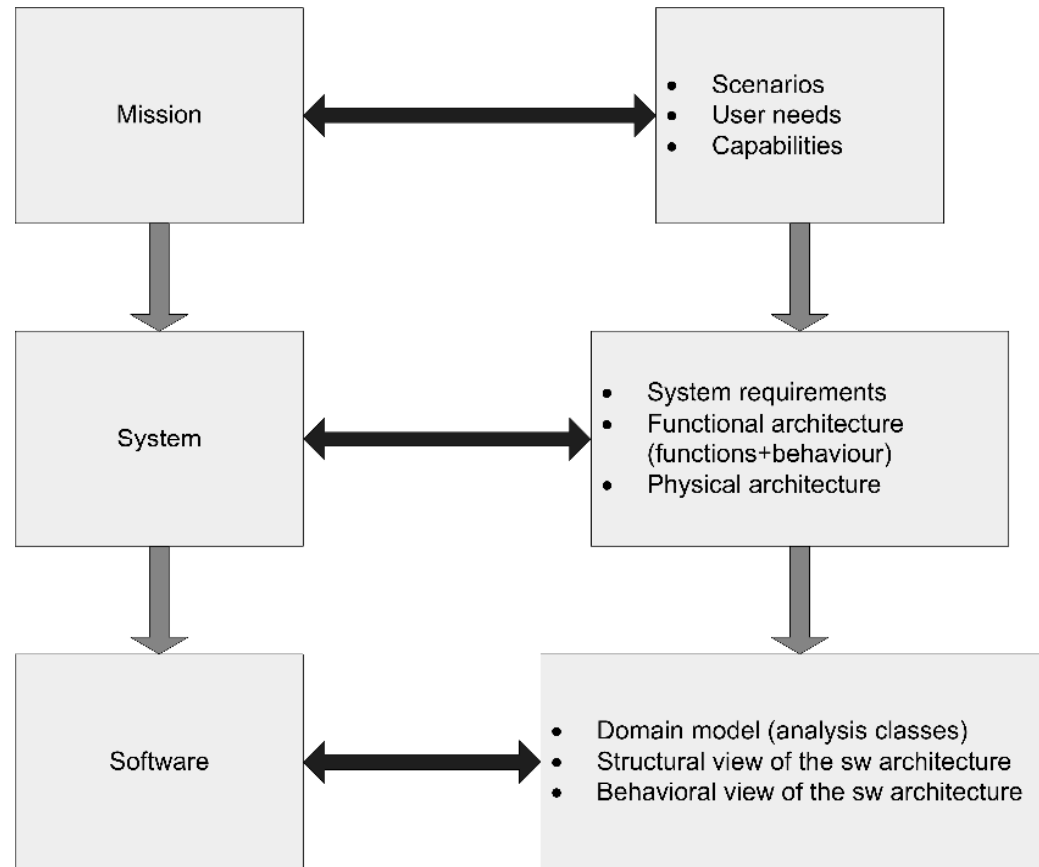 Mission
• Scenarios
• User needs
• Capabilities
System
• System requirements
• Functional architecture
(functions+behaviour)
• Physical architecture
Software
• Domain model (analysis classes)
• Structural view of the sw architecture
• Behavioral view of the sw architecture